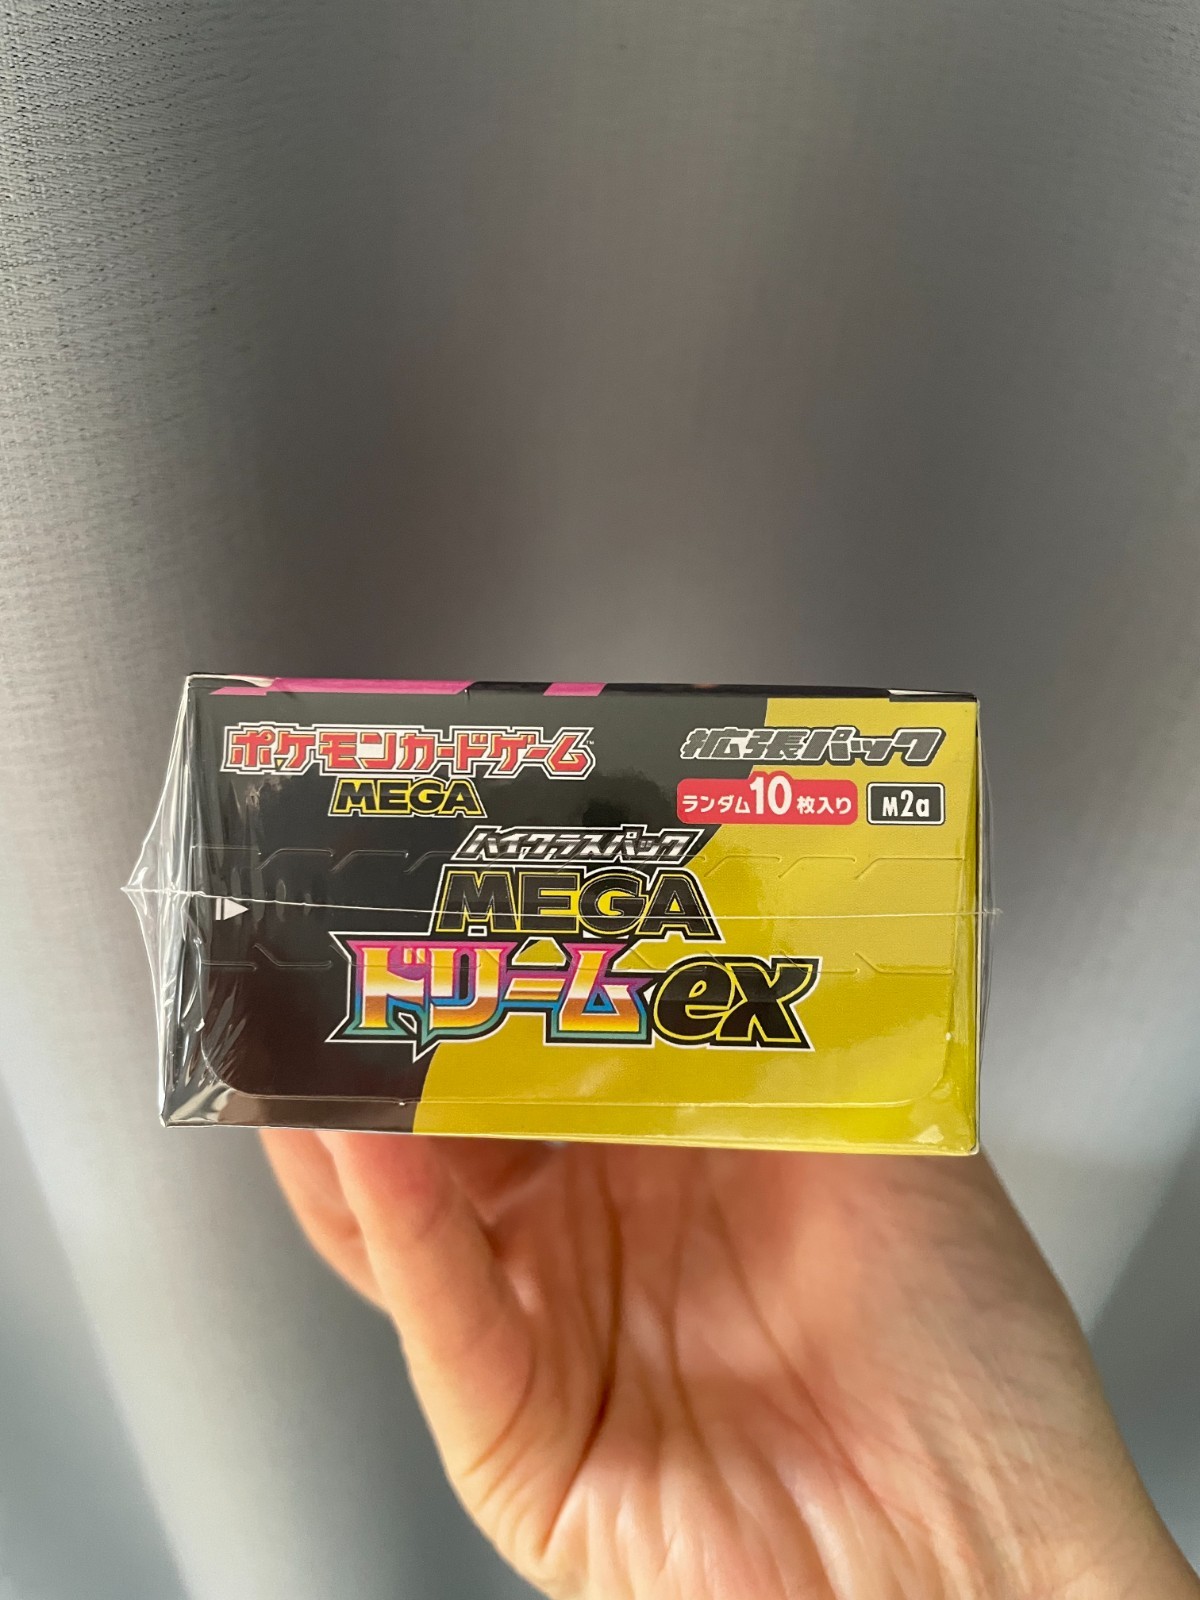 ポケモンカードゲーム
MEGA
拡張パック
ランダム10枚入り
M2a
ハイクラスパック
MEGA
ドリームex